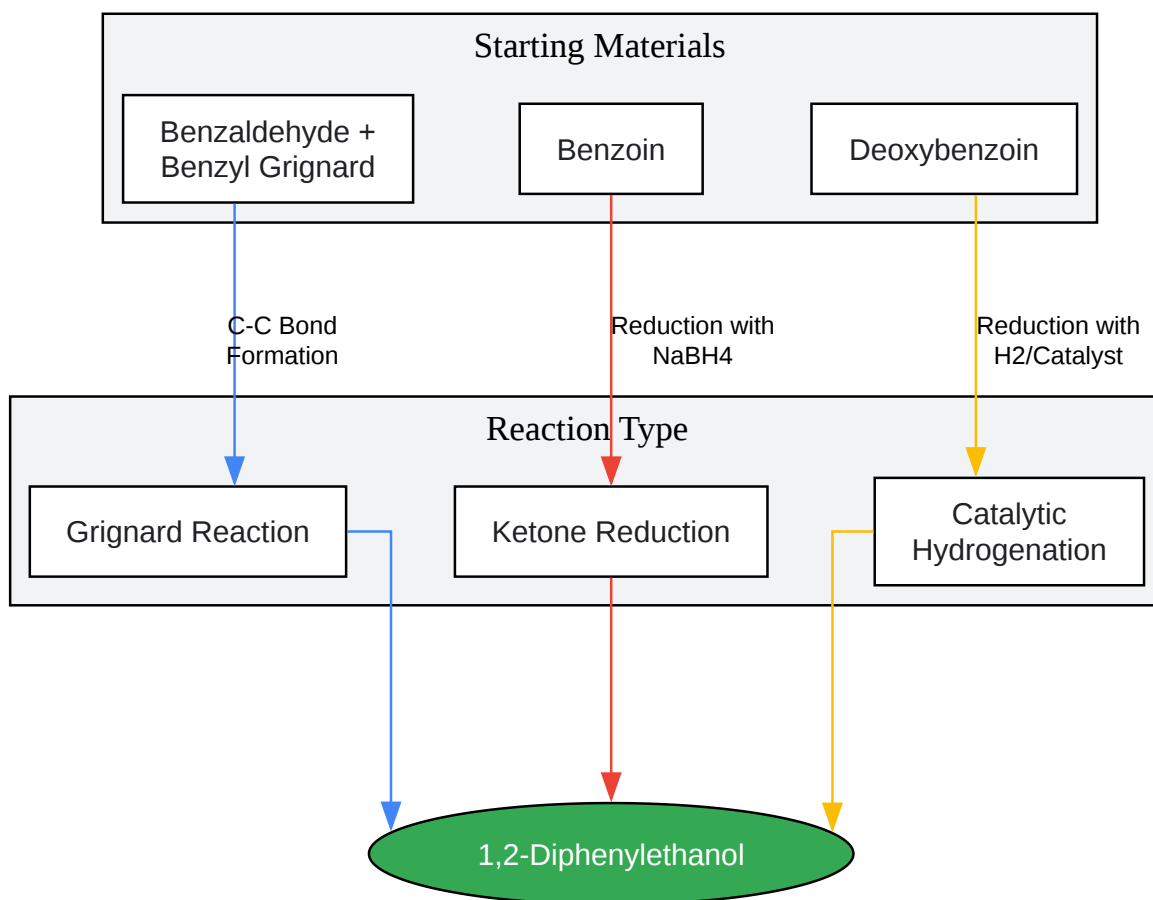 Starting Materials
Benzaldehyde +
Benzyl Grignard
Benzoin
Deoxybenzoin
C-C Bond
Formation
Reduction with
NaBH4
Reduction with
H2/Catalyst
Reaction Type
Grignard Reaction
Ketone Reduction
Catalytic
Hydrogenation
1,2-Diphenylethanol